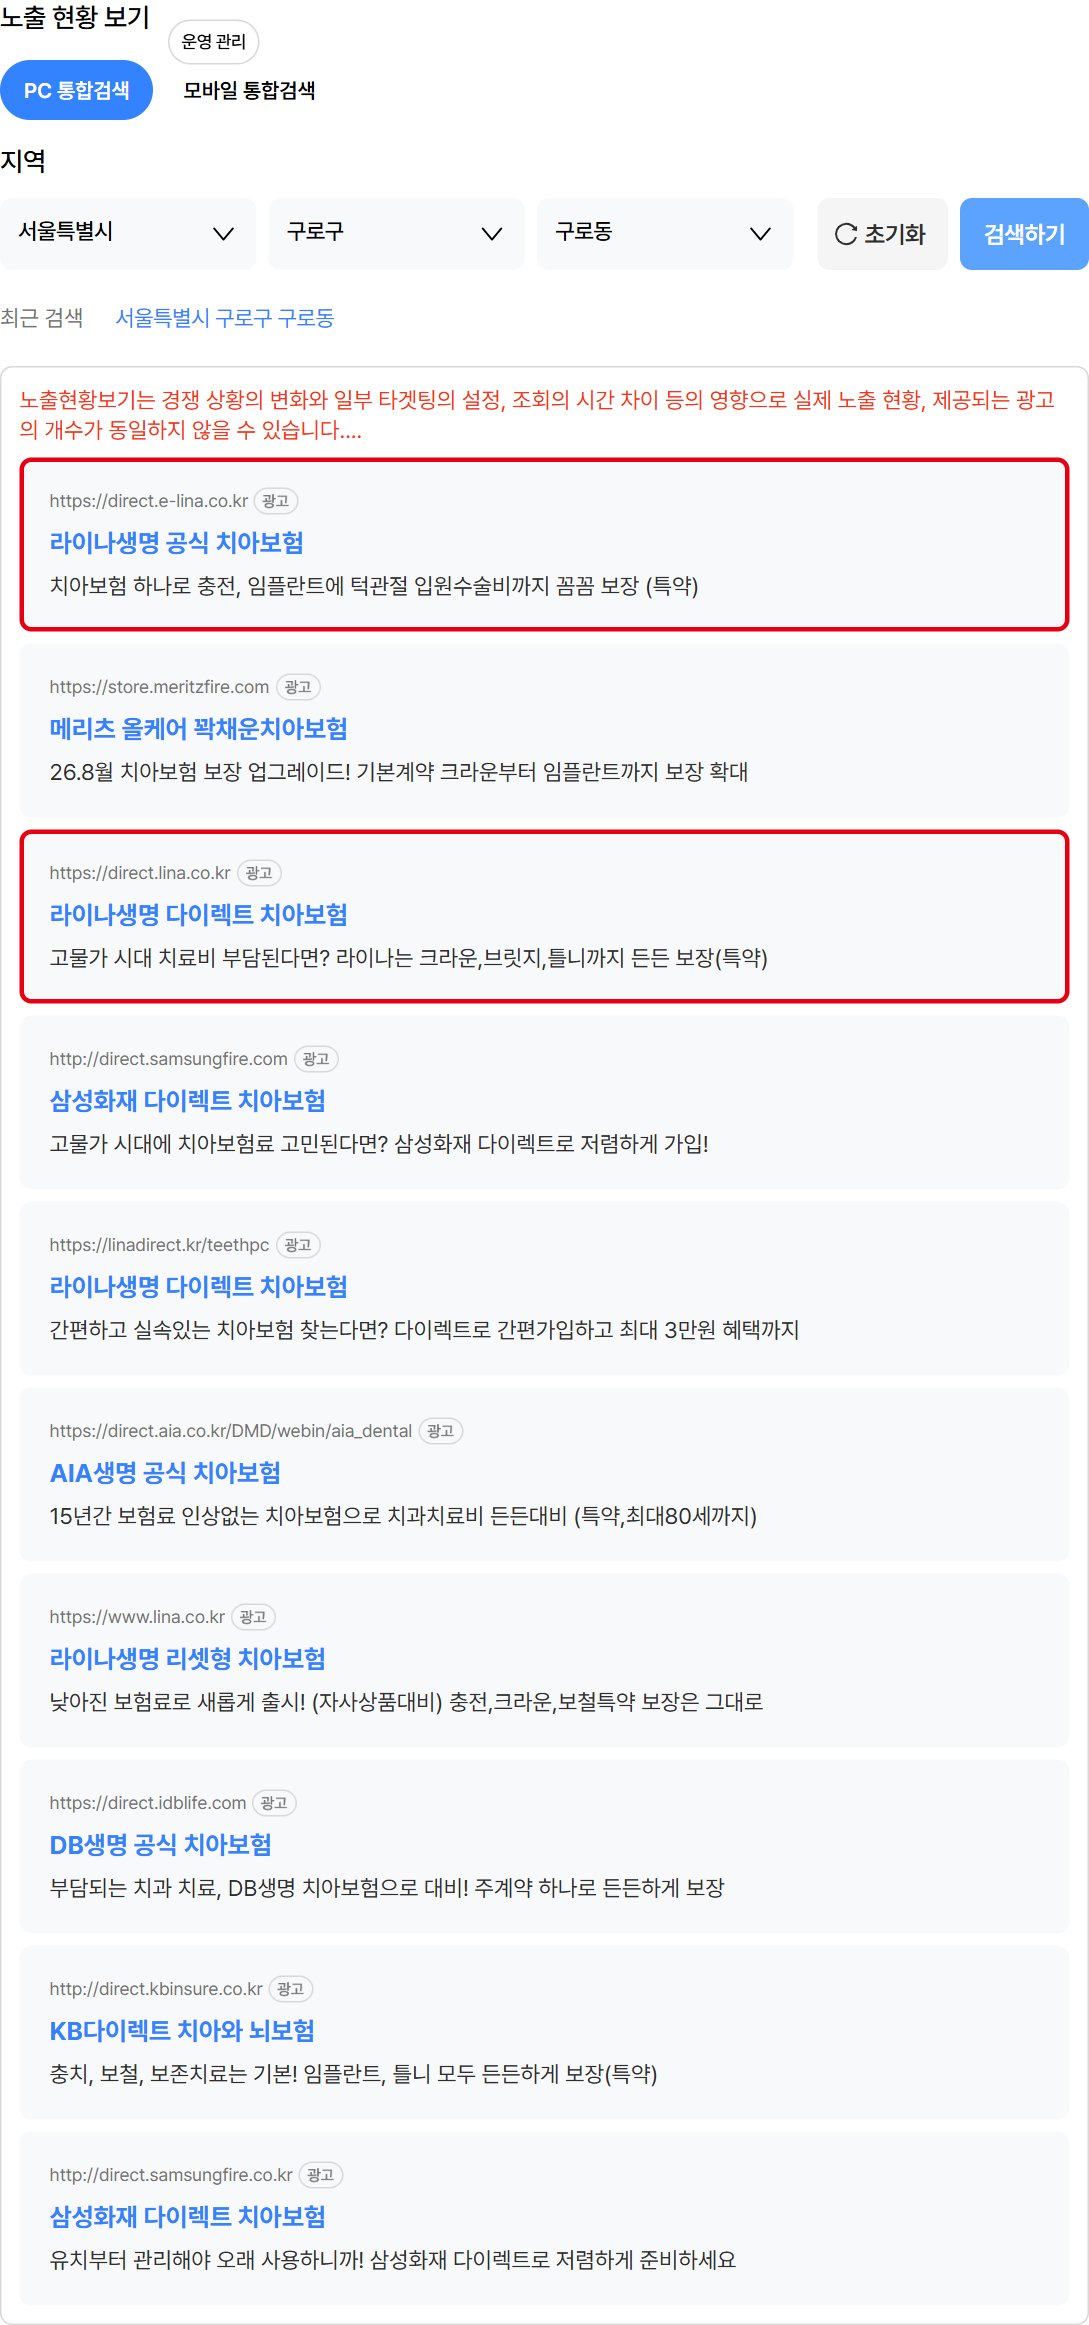 노출 현황 보기
운영 관리
PC 통합검색
모바일 통합검색
지역
서울특별시
구로구
구로동
초기화
검색하기
최근 검색
서울특별시 구로구 구로동
노출현황보기는 경쟁 상황의 변화와 일부 타겟팅의 설정, 조회의 시간 차이 등의 영향으로 실제 노출 현황, 제공되는 광고
의 개수가 동일하지 않을 수 있습니다....
https://direct.e-lina.co.kr 광고
라이나생명 공식 치아보험
치아보험 하나로 충전, 임플란트에 턱관절 입원수술비까지 꼼꼼 보장 (특약)
https://store.meritzfire.com 광고
메리츠 올케어 꽉채운치아보험
26.8월 치아보험 보장 업그레이드! 기본계약 크라운부터 임플란트까지 보장 확대
https://direct.lina.co.kr 광고
라이나생명 다이렉트 치아보험
고물가 시대 치료비 부담된다면? 라이나는 크라운,브릿지,틀니까지 든든 보장(특약)
http://direct.samsungfire.com 광고
삼성화재 다이렉트 치아보험
고물가 시대에 치아보험료 고민된다면? 삼성화재 다이렉트로 저렴하게 가입!
https://linadirect.kr/teethpc 광고
라이나생명 다이렉트 치아보험
간편하고 실속있는 치아보험 찾는다면? 다이렉트로 간편가입하고 최대 3만원 혜택까지
https://direct.aia.co.kr/DMD/webin/aia_dental 광고
AIA생명 공식 치아보험
15년간 보험료 인상없는 치아보험으로 치과치료비 든든대비 (특약,최대80세까지)
https://www.lina.co.kr 광고
라이나생명 리셋형 치아보험
낮아진 보험료로 새롭게 출시! (자사상품대비) 충전,크라운,보철특약 보장은 그대로
https://direct.idblife.com 광고
DB생명 공식 치아보험
부담되는 치과 치료, DB생명 치아보험으로 대비! 주계약 하나로 든든하게 보장
http://direct.kbinsure.co.kr 광고
KB다이렉트 치아와 뇌보험
충치, 보철, 보존치료는 기본! 임플란트, 틀니 모두 든든하게 보장(특약)
http://direct.samsungfire.co.kr 광고
삼성화재 다이렉트 치아보험
유치부터 관리해야 오래 사용하니까! 삼성화재 다이렉트로 저렴하게 준비하세요